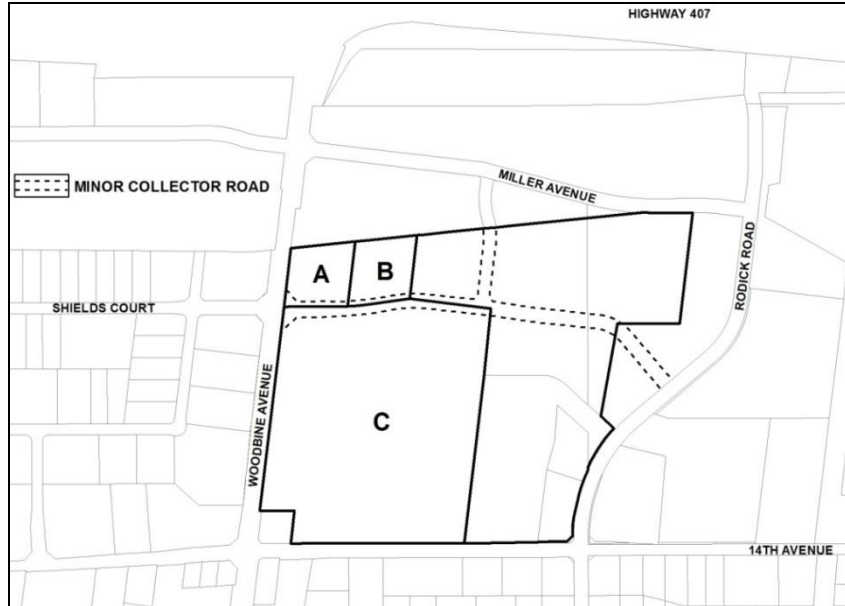 HIGHWAY 407
MINOR COLLECTOR ROAD
MILLER AVENUE
A
B
SHIELDS COURT
RODICK ROAD
WOODBINE AVENUE
C
14TH AVENUE